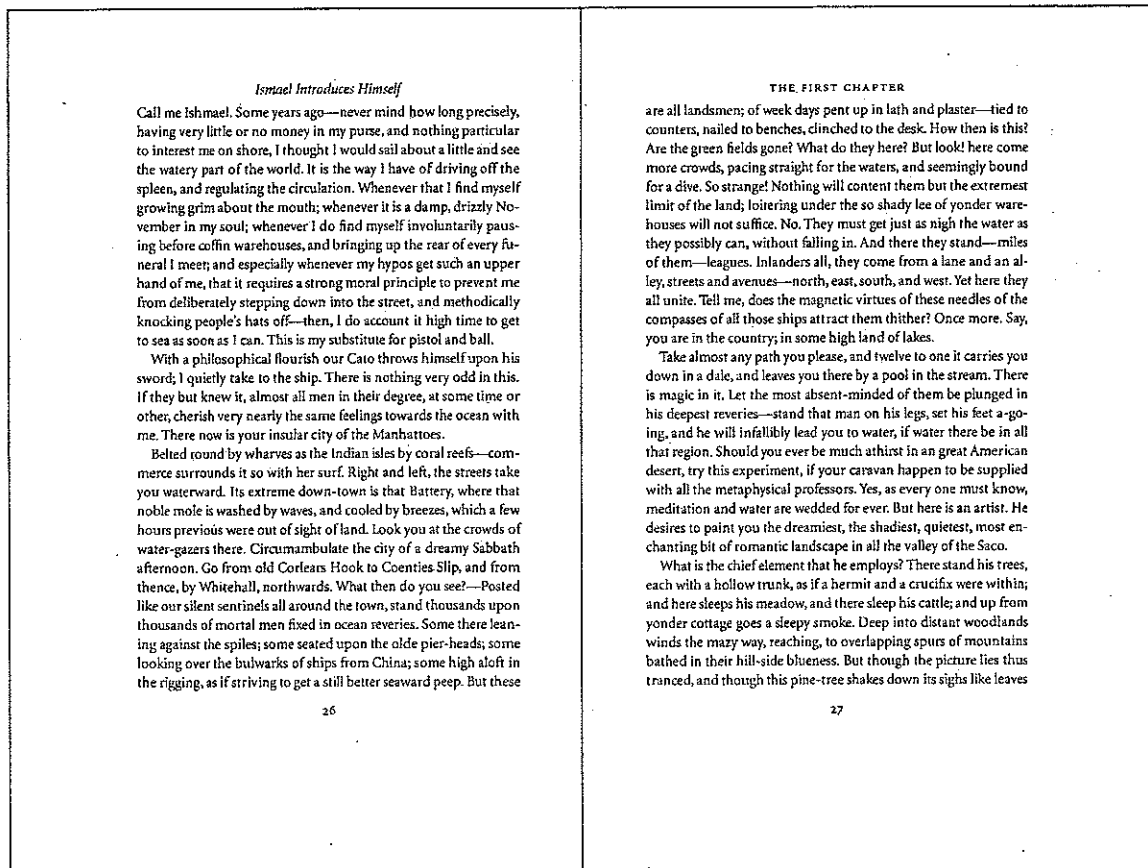 Ismael Introduces Himself
Call me Ishmael. Some years ago—never mind how long precisely,
having very little or no money in my purse, and nothing particular
to interest me on shore, I thought I would sail about a little and see
the watery part of the world. It is the way I have of driving off the
spleen, and regulating the circulation. Whenever that I find myself
growing grim about the mouth; whenever it is a damp, drizzly No-
vember in my soul; whenever I do find myself involuntarily paus-
ing before coffin warehouses, and bringing up the rear of every fu-
neral I meet; and especially whenever my hypos get such an upper
hand of me, that it requires a strong moral principle to prevent me
from deliberately stepping down into the street, and methodically
knocking people's hats off—then, I do account it high time to get
to sea as soon as I can. This is my substitute for pistol and ball.
With a philosophical flourish our Cato throws himself upon his
sword; I quietly take to the ship. There is nothing very odd in this.
If they but knew it, almost all men in their degree, at some time or
other, cherish very nearly the same feelings towards the ocean with
me. There now is your insular city of the Manhattoes.
Belted round by wharves as the Indian isles by coral reefs—com-
merce surrounds it so with her surf. Right and left, the streets take
you waterward. Its extreme down-town is that Battery, where that
noble mole is washed by waves, and cooled by breezes, which a few
hours previous were out of sight of land. Look you at the crowds of
water-gazers there. Circumambulate the city of a dreamy Sabbath
afternoon. Go from old Corlears Hook to Coenties Slip, and from
thence, by Whitehall, northwards. What then do you see?—Posted
like our silent sentinels all around the town, stand thousands upon
thousands of mortal men fixed in ocean reveries. Some there lean-
ing against the spiles; some seated upon the olde pier-heads; some
looking over the bulwarks of ships from China; some high aloft in
the rigging, as if striving to get a still better seaward peep. But these
26
THE FIRST CHAPTER
are all landsmen; of week days pent up in lath and plaster—tied to
counters, nailed to benches, clinched to the desk. How then is this?
Are the green fields gone? What do they here? But look! here come
more crowds, pacing straight for the waters, and seemingly bound
for a dive. So strange! Nothing will content them but the extremest
limit of the land; loitering under the so shady lee of yonder ware-
houses will not suffice. No. They must get just as nigh the water as
they possibly can, without falling in. And there they stand—miles
of them—leagues. Inlanders all, they come from a lane and an al-
ley, streets and avenues—north, east, south, and west. Yet here they
all unite. Tell me, does the magnetic virtues of these needles of the
compasses of all those ships attract them thither? Once more. Say,
you are in the country; in some high land of lakes.
Take almost any path you please, and twelve to one it carries you
down in a dale, and leaves you there by a pool in the stream. There
is magic in it. Let the most absent-minded of them be plunged in
his deepest reveries—stand that man on his legs, set his feet a-go-
ing, and he will infallibly lead you to water, if water there be in all
that region. Should you ever be much athirst in an great American
desert, try this experiment, if your caravan happen to be supplied
with all the metaphysical professors. Yes, as every one must know,
meditation and water are wedded for ever. But here is an artist. He
desires to paint you the dreamiest, the shadiest, quietest, most en-
chanting bit of romantic landscape in all the valley of the Saco.
What is the chief element that he employs? There stand his trees,
each with a hollow trunk, as if a hermit and a crucifix were within;
and here sleeps his meadow, and there sleep his cattle; and up from
yonder cottage goes a sleepy smoke. Deep into distant woodlands
winds the mazy way, reaching, to overlapping spurs of mountains
bathed in their hill-side blueness. But though the picture lies thus
tranced, and though this pine-tree shakes down its sighs like leaves
27